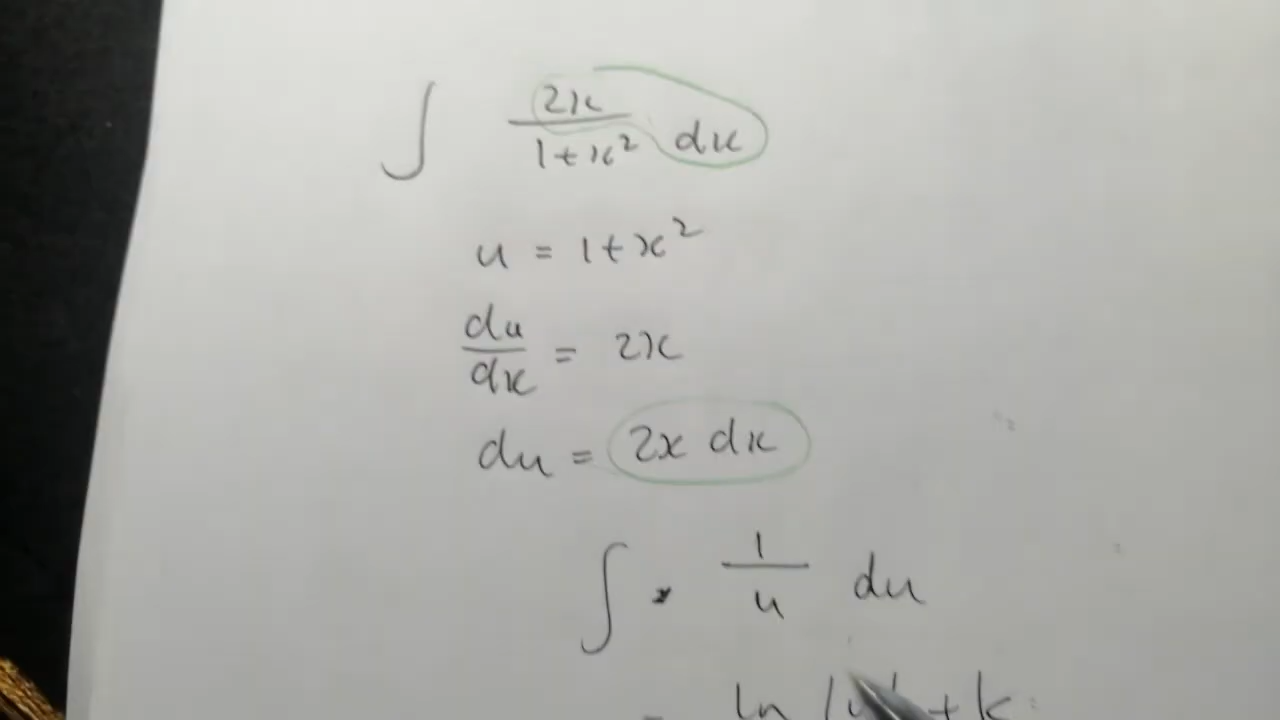 ∫ 2x/(1+x²) dx
u = 1+x²
du/dx = 2x
du = 2x dx
∫ 1/u du
= ln |u| + k